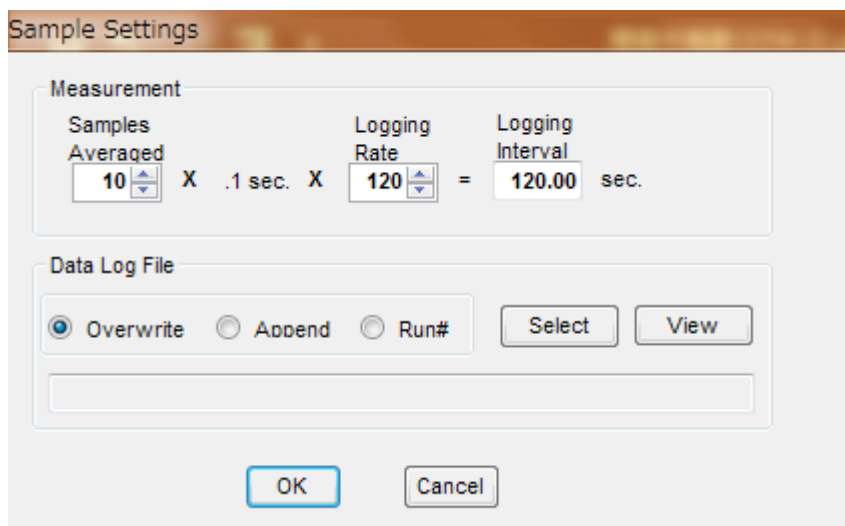 Sample Settings
Measurement
Samples Averaged
Logging Rate
Logging Interval
10 X .1 sec. X 120 = 120.00 sec.
Data Log File
Overwrite Append Run# Select View
OK Cancel